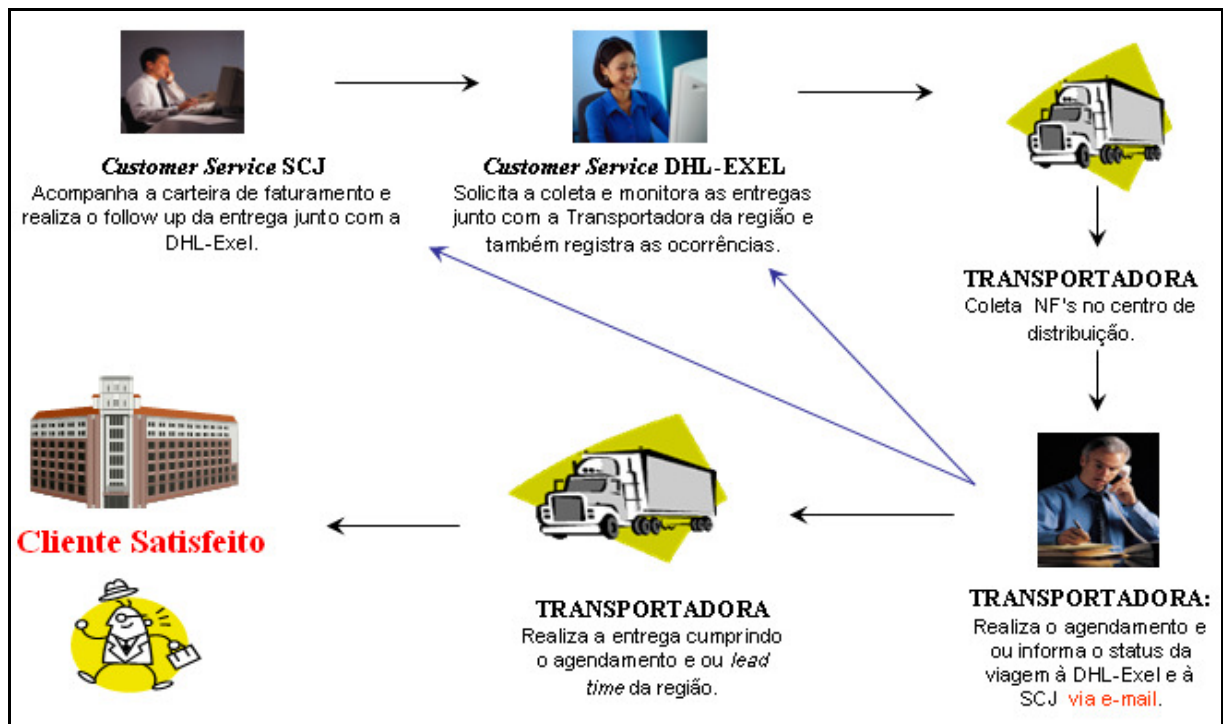 Customer Service SCJ
Acompanha a carteira de faturamento e
realiza o follow up da entrega junto com a
DHL-Exel.
Customer Service DHL-EXEL
Solicita a coleta e monitora as entregas
junto com a Transportadora da região e
também registra as ocorrências.
TRANSPORTADORA
Coleta NF's no centro de
distribuição.
TRANSPORTADORA:
Realiza o agendamento e
ou informa o status da
viagem à DHL-Exel e à
SCJ via e-mail.
TRANSPORTADORA
Realiza a entrega cumprindo
o agendamento e ou lead
time da região.
Cliente Satisfeito